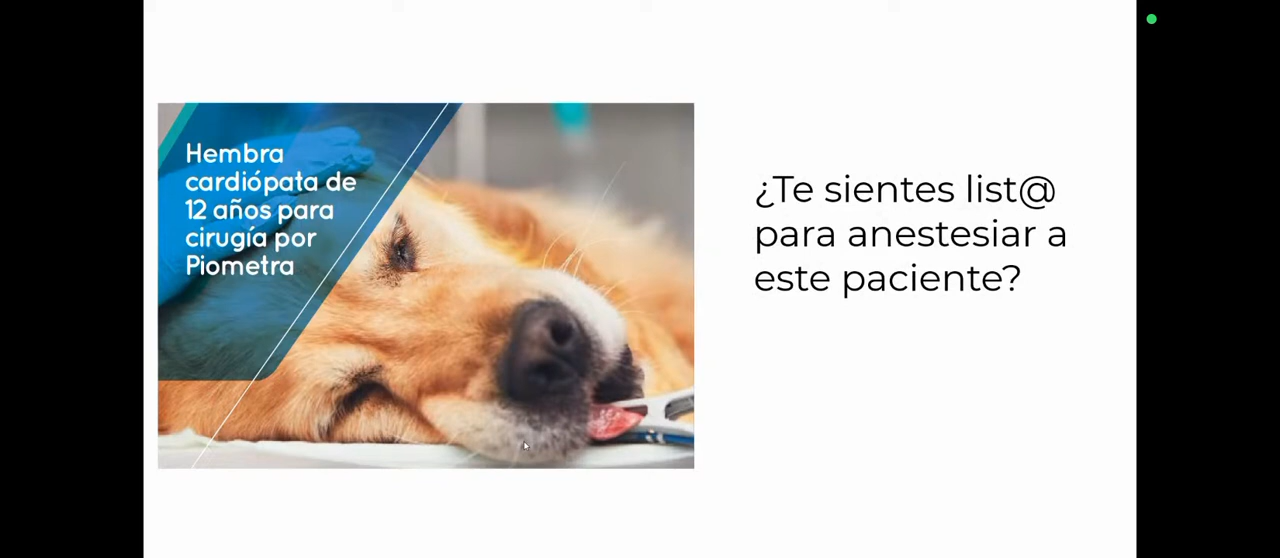 Hembra
cardiópata de
12 años para
cirugía por
Piometra
¿Te sientes list@
para anestesiar a
este paciente?